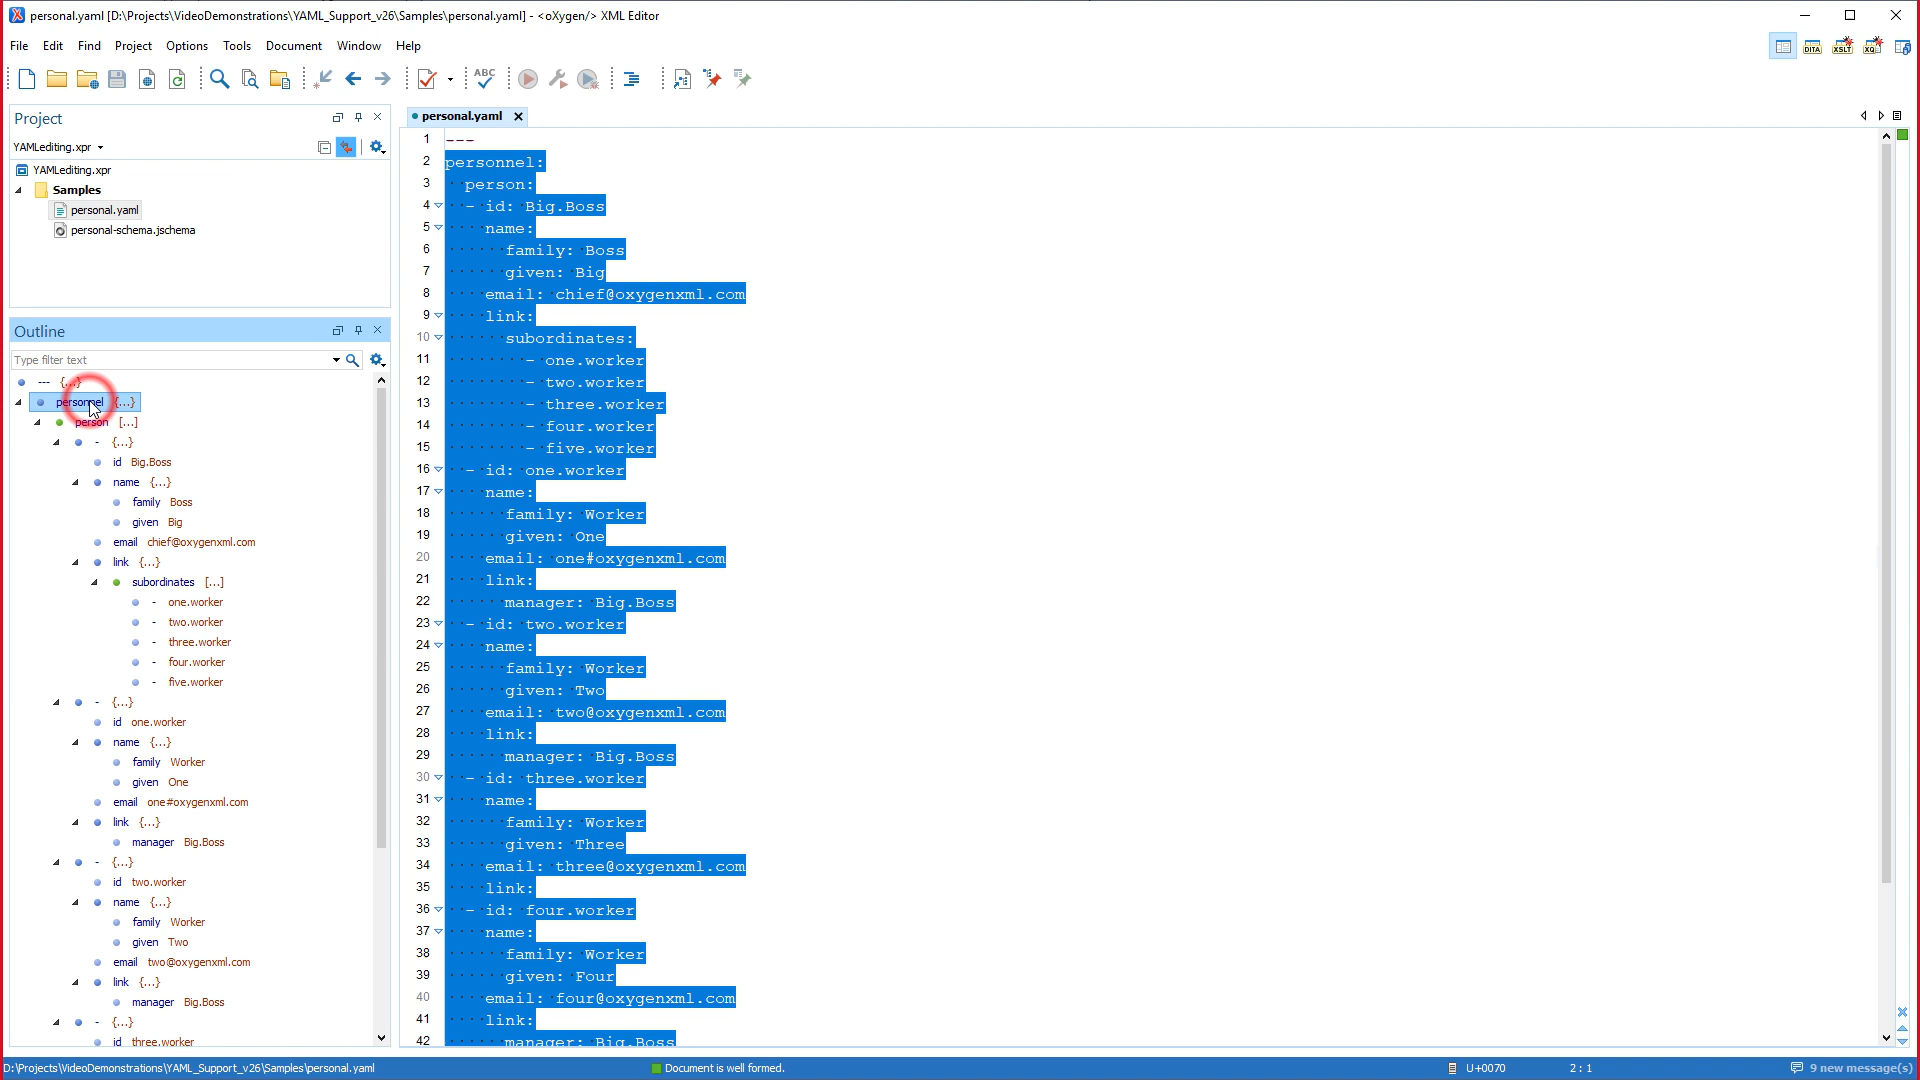 personal.yaml [D:\Projects\VideoDemonstrations\YAML_Support_v26\Samples\personal.yaml] - <oXygen/> XML Editor
File Edit Find Project Options Tools Document Window Help
DITA XSLT XQ
ABC
Project
YAMLediting.xpr
YAMLediting.xpr
Samples
personal.yaml
personal-schema.jschema
Outline
Type filter text
--- {...}
personnel {...}
person [...]
- {...}
id Big.Boss
name {...}
family Boss
given Big
email chief@oxygenxml.com
link {...}
subordinates [...]
- one.worker
- two.worker
- three.worker
- four.worker
- five.worker
- {...}
id one.worker
name {...}
family Worker
given One
email one#oxygenxml.com
link {...}
manager Big.Boss
- {...}
id two.worker
name {...}
family Worker
given Two
email two@oxygenxml.com
link {...}
manager Big.Boss
- {...}
id three.worker
personal.yaml
1 ---
2 personnel:
3 person:
4 - id: Big.Boss
5 name:
6 family: Boss
7 given: Big
8 email: chief@oxygenxml.com
9 link:
10 subordinates:
11 - one.worker
12 - two.worker
13 - three.worker
14 - four.worker
15 - five.worker
16 - id: one.worker
17 name:
18 family: Worker
19 given: One
20 email: one#oxygenxml.com
21 link:
22 manager: Big.Boss
23 - id: two.worker
24 name:
25 family: Worker
26 given: Two
27 email: two@oxygenxml.com
28 link:
29 manager: Big.Boss
30 - id: three.worker
31 name:
32 family: Worker
33 given: Three
34 email: three@oxygenxml.com
35 link:
36 - id: four.worker
37 name:
38 family: Worker
39 given: Four
40 email: four@oxygenxml.com
41 link:
42 manager: Big.Boss
D:\Projects\VideoDemonstrations\YAML_Support_v26\Samples\personal.yaml
Document is well formed.
U+0070
2 : 1
9 new message(s)